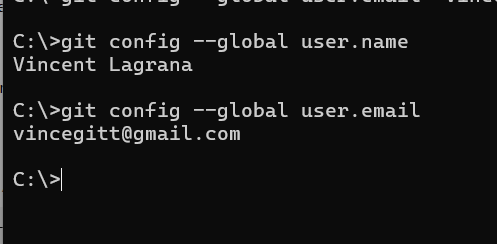 C:\>git config --global user.name
Vincent Lagrana
C:\>git config --global user.email
vincegitt@gmail.com
C:\>